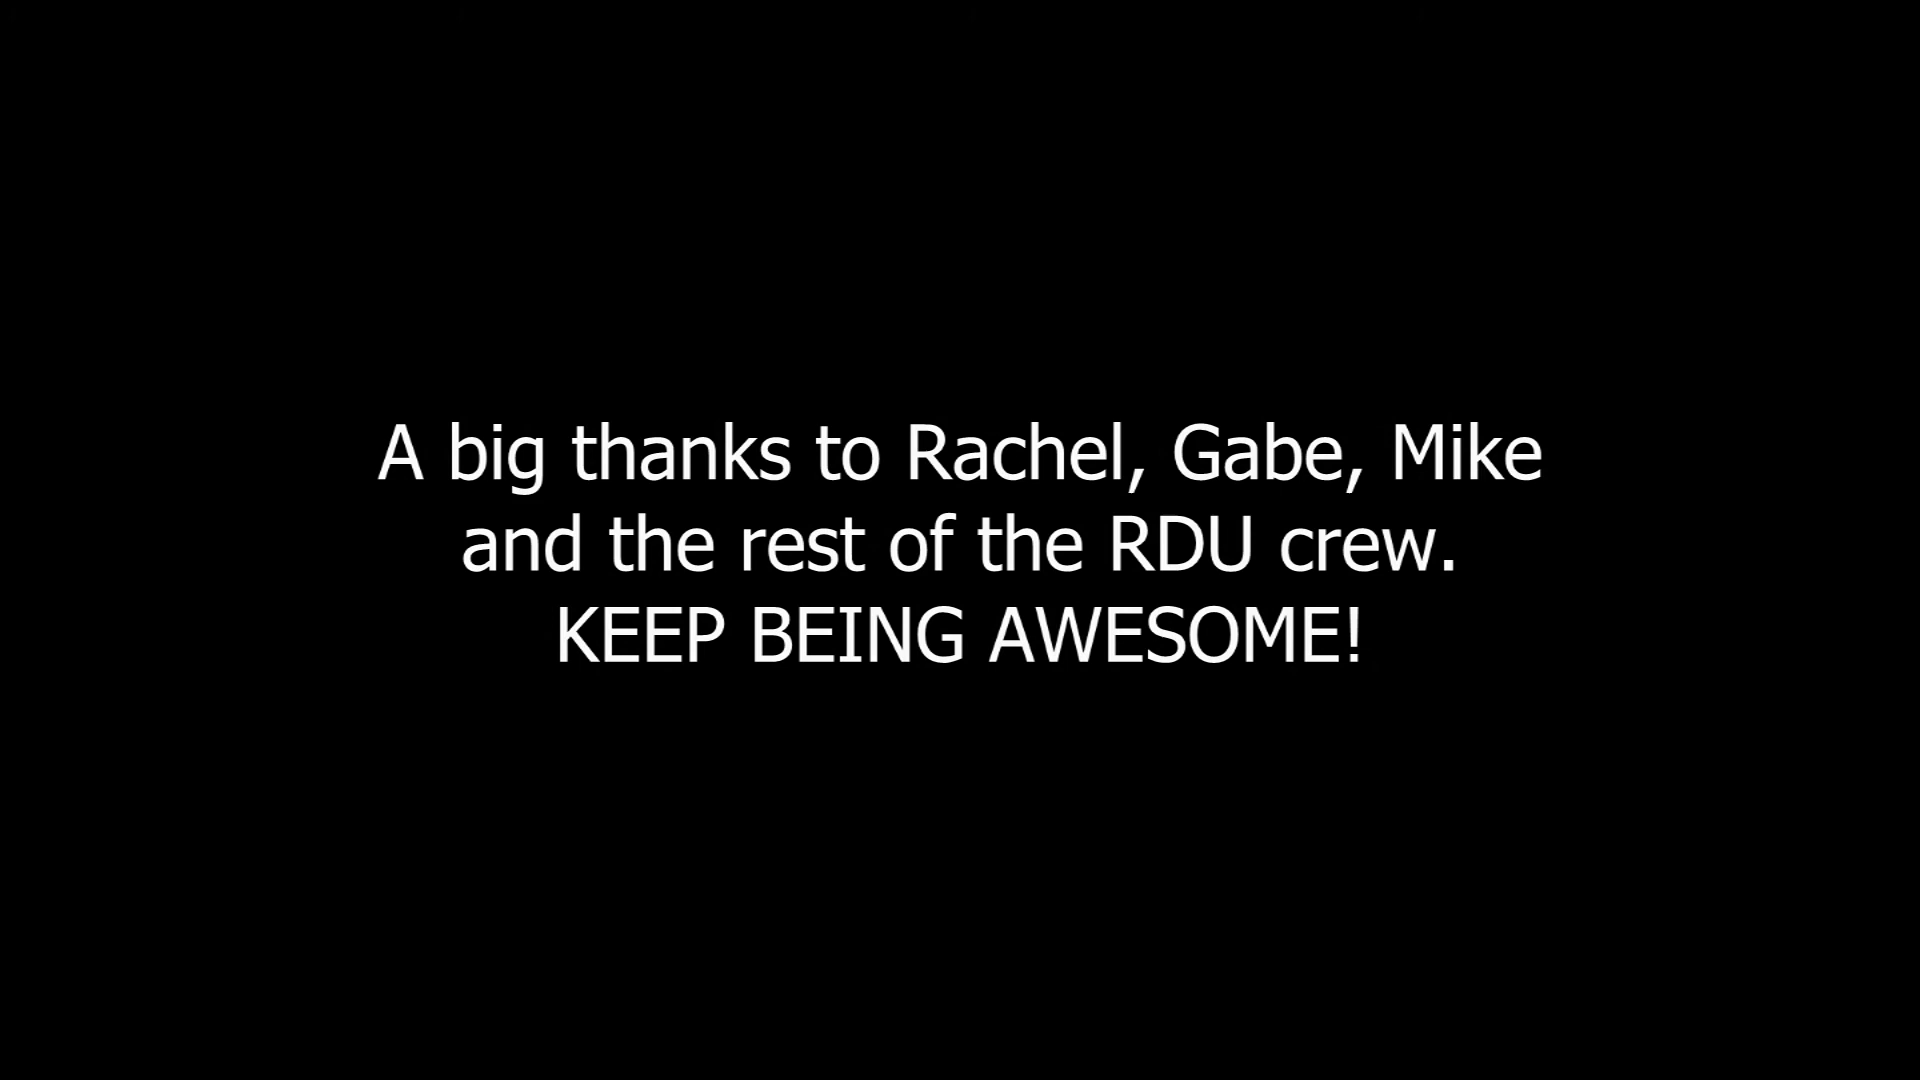 A big thanks to Rachel, Gabe, Mike
and the rest of the RDU crew.
KEEP BEING AWESOME!